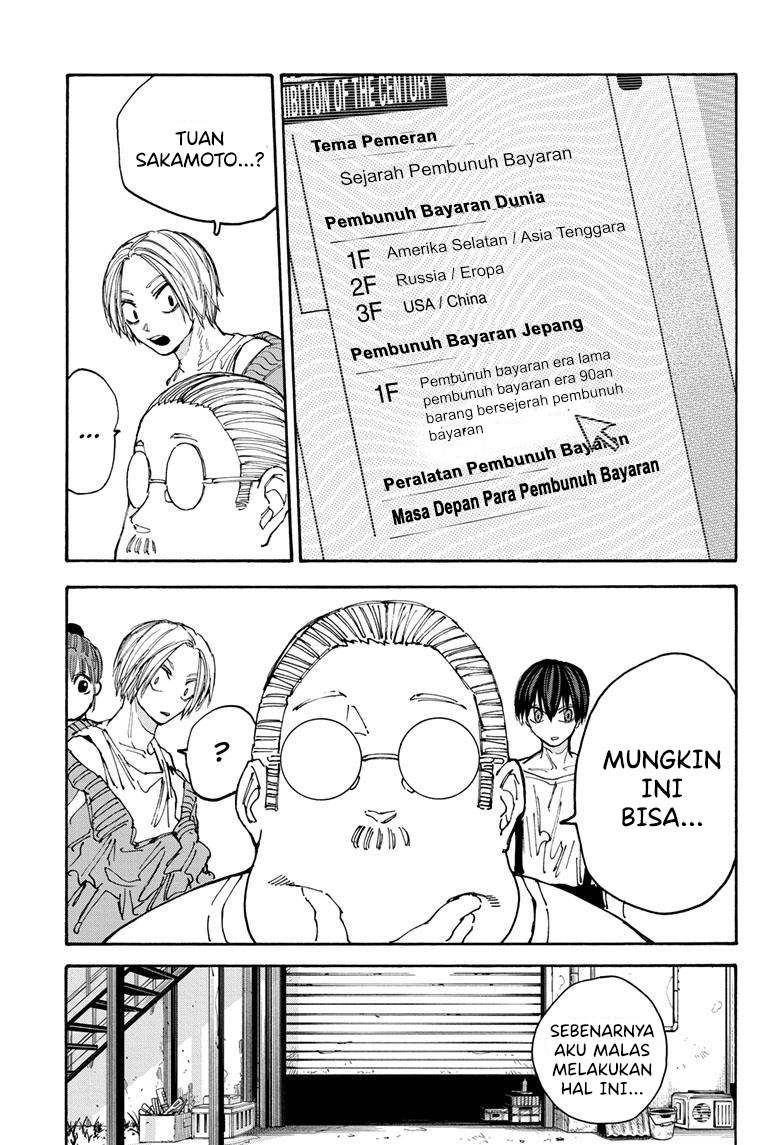 TUAN
SAKAMOTO...?
IBITION OF THE CENTURY
Tema Pemeran
Sejarah Pembunuh Bayaran
Pembunuh Bayaran Dunia
1F Amerika Selatan / Asia Tenggara
2F Russia / Eropa
3F USA / China
Pembunuh Bayaran Jepang
1F Pembunuh bayaran era lama
pembunuh bayaran era 90an
barang bersejerah pembunuh
bayaran
Peralatan Pembunuh Bayaran
Masa Depan Para Pembunuh Bayaran
...
?
MUNGKIN
INI
BISA...
SEBENARNYA
AKU MALAS
MELAKUKAN
HAL INI...